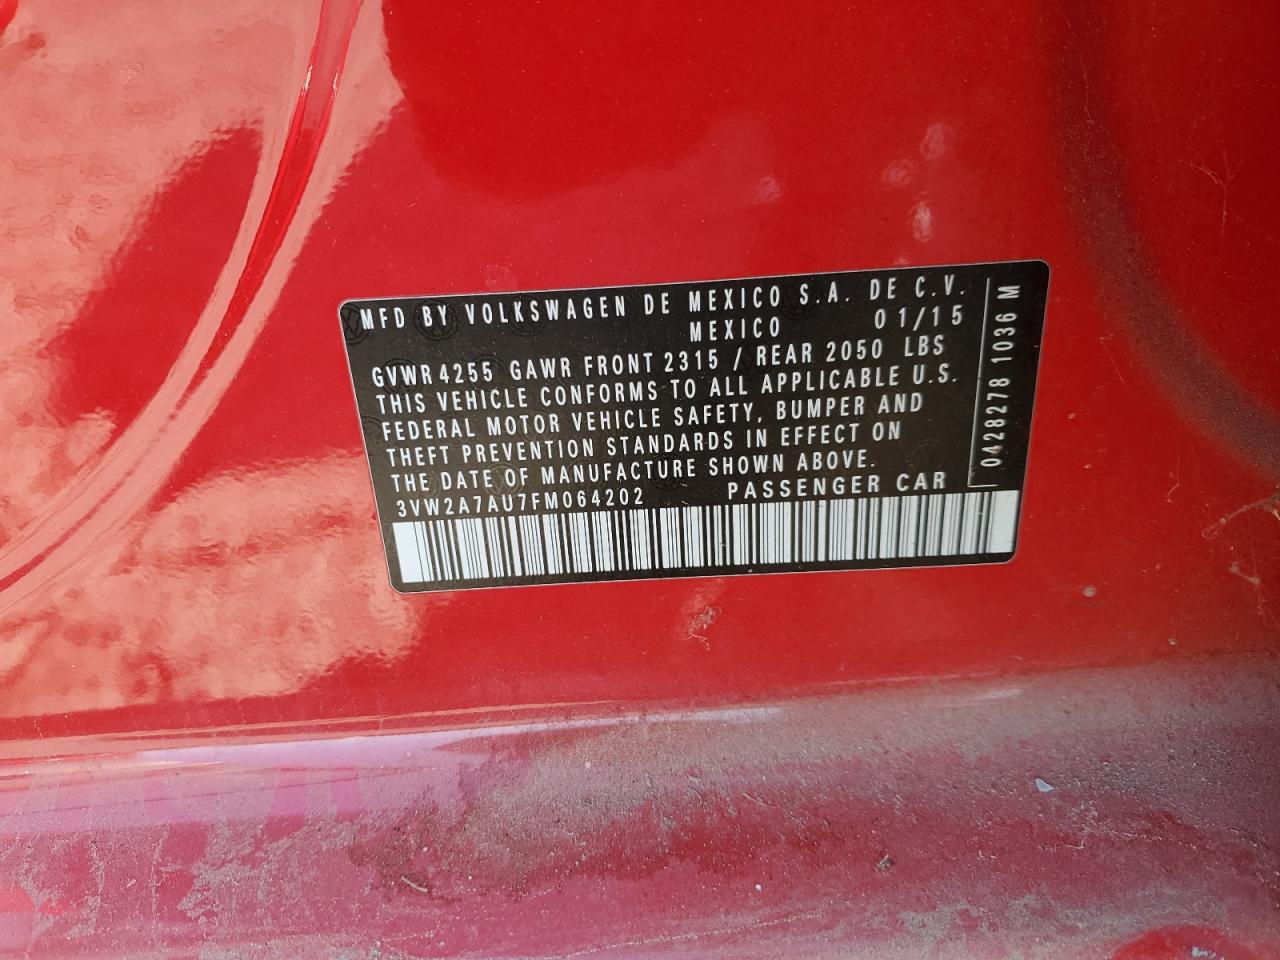 MFD BY VOLKSWAGEN DE MEXICO S.A. DE C.V.
MEXICO 01/15
GVWR 4255 GAWR FRONT 2315 / REAR 2050 LBS
THIS VEHICLE CONFORMS TO ALL APPLICABLE U.S.
FEDERAL MOTOR VEHICLE SAFETY, BUMPER AND
THEFT PREVENTION STANDARDS IN EFFECT ON
THE DATE OF MANUFACTURE SHOWN ABOVE.
3VW2A7AU7FM064202 PASSENGER CAR
0428278 1036 M